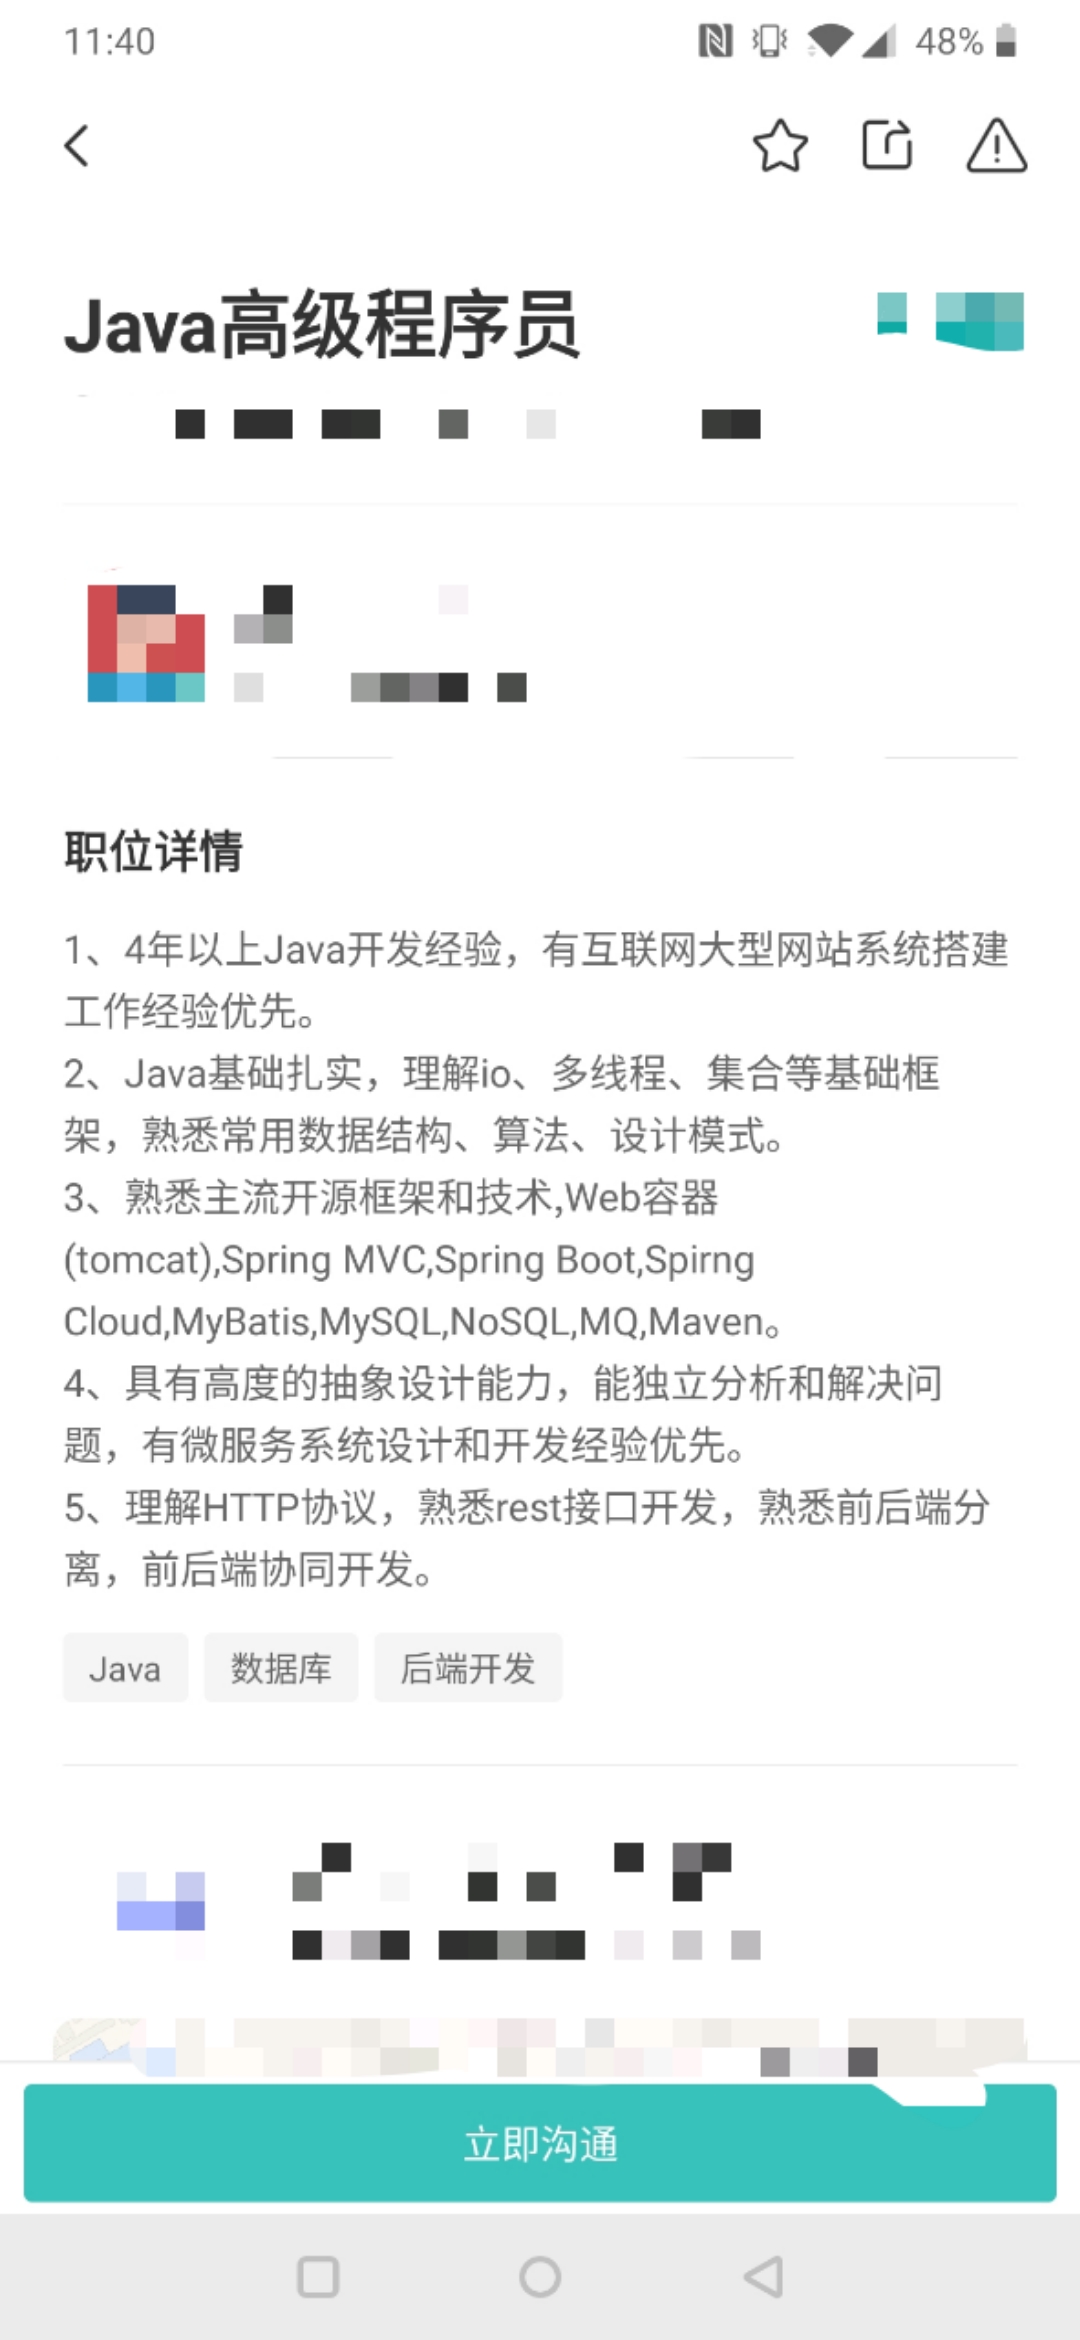 11:40
48%
Java高级程序员
职位详情
1、4年以上Java开发经验，有互联网大型网站系统搭建
工作经验优先。
2、Java基础扎实，理解io、多线程、集合等基础框
架，熟悉常用数据结构、算法、设计模式。
3、熟悉主流开源框架和技术,Web容器
(tomcat),Spring MVC,Spring Boot,Spirng
Cloud,MyBatis,MySQL,NoSQL,MQ,Maven。
4、具有高度的抽象设计能力，能独立分析和解决问
题，有微服务系统设计和开发经验优先。
5、理解HTTP协议，熟悉rest接口开发，熟悉前后端分
离，前后端协同开发。
Java 数据库 后端开发
立即沟通